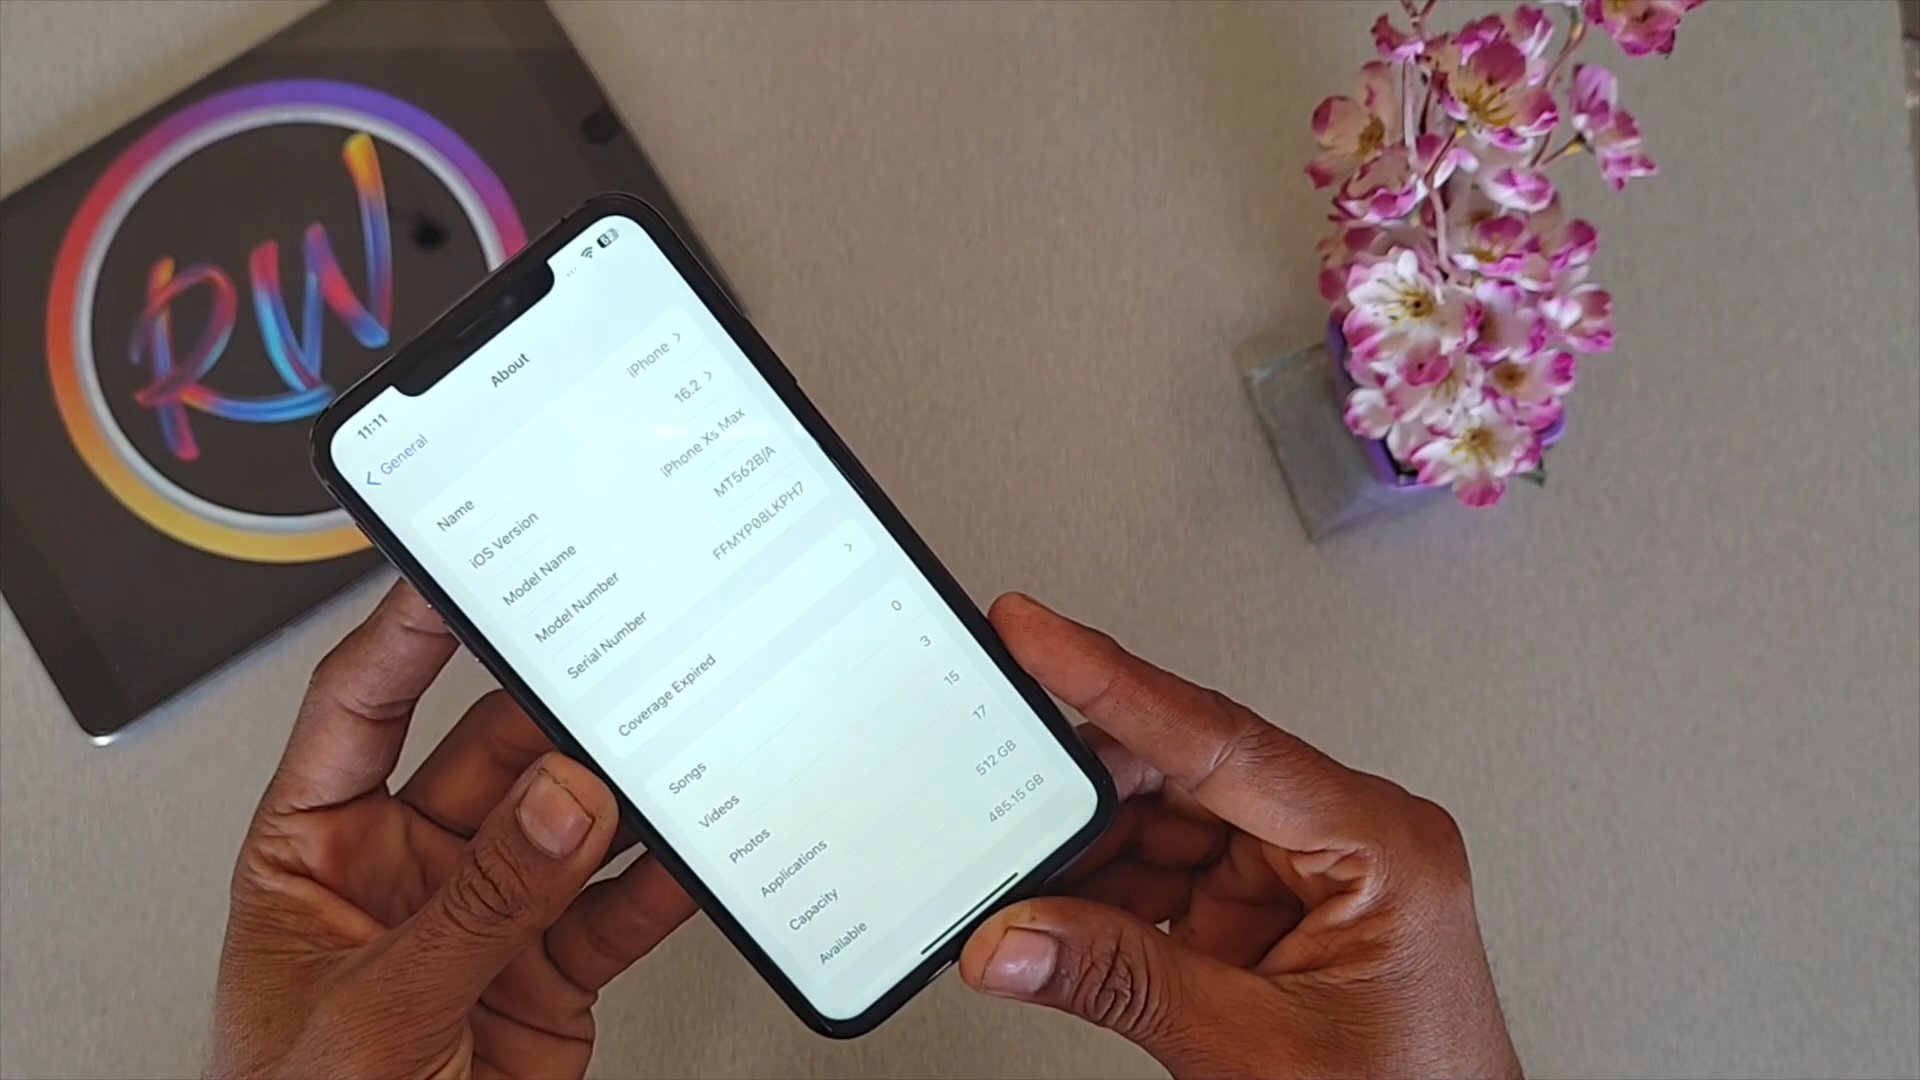 RW
11:11
General
About
Name iPhone
iOS Version 16.2
Model Name iPhone Xs Max
Model Number MT562B/A
Serial Number FFMYP08LKPH7
Coverage Expired
Songs 0
Videos 3
Photos 15
Applications 17
Capacity 512 GB
Available 485.15 GB